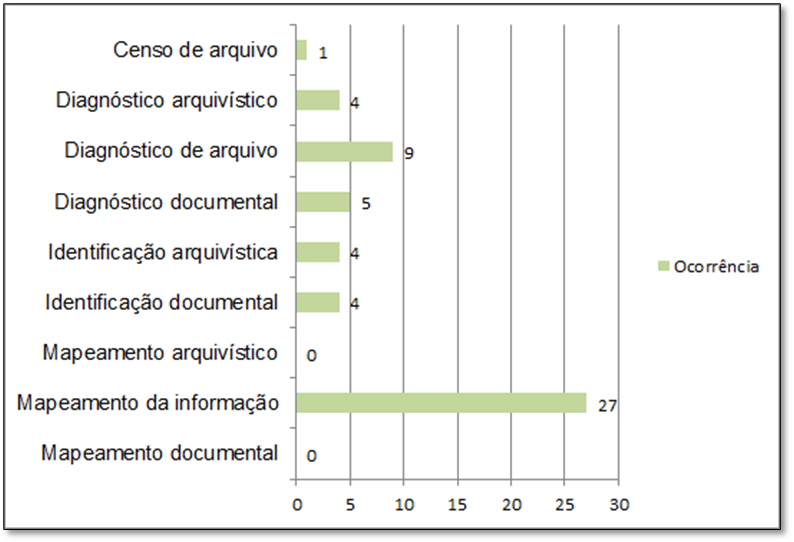 Censo de arquivo 1
Diagnóstico arquivístico 4
Diagnóstico de arquivo 9
Diagnóstico documental 5
Identificação arquivística 4
Identificação documental 4
Mapeamento arquivístico 0
Mapeamento da informação 27
Mapeamento documental 0
0 5 10 15 20 25 30
Ocorrência